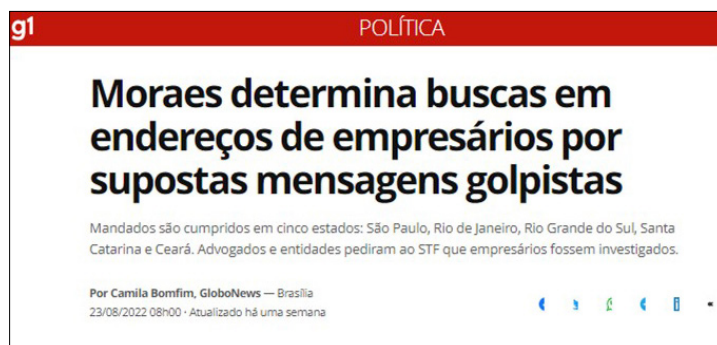 g1
POLÍTICA
Moraes determina buscas em
endereços de empresários por
supostas mensagens golpistas
Mandados são cumpridos em cinco estados: São Paulo, Rio de Janeiro, Rio Grande do Sul, Santa
Catarina e Ceará. Advogados e entidades pediram ao STF que empresários fossem investigados.
Por Camila Bomfim, GloboNews — Brasília
23/08/2022 08h00 · Atualizado há uma semana